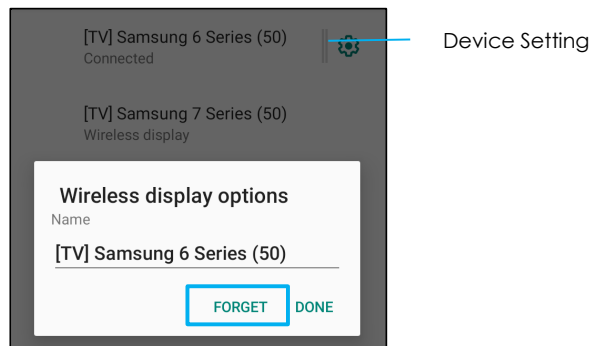 [TV] Samsung 6 Series (50)
Connected
Device Setting
[TV] Samsung 7 Series (50)
Wireless display
Wireless display options
Name
[TV] Samsung 6 Series (50)
FORGET DONE